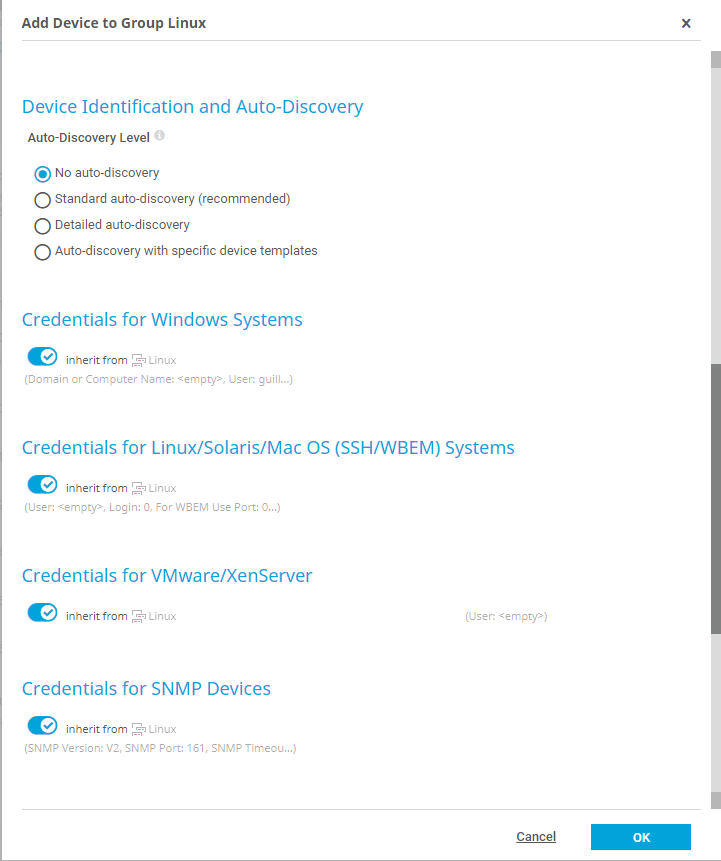 Add Device to Group Linux
Device Identification and Auto-Discovery
Auto-Discovery Level
No auto-discovery
Standard auto-discovery (recommended)
Detailed auto-discovery
Auto-discovery with specific device templates
Credentials for Windows Systems
inherit from Linux
(Domain or Computer Name: <empty>, User: guill...)
Credentials for Linux/Solaris/Mac OS (SSH/WBEM) Systems
inherit from Linux
(User: <empty>, Login: 0, For WBEM Use Port: 0...)
Credentials for VMware/XenServer
inherit from Linux (User: <empty>)
Credentials for SNMP Devices
inherit from Linux
(SNMP Version: V2, SNMP Port: 161, SNMP Timeou...)
Cancel OK